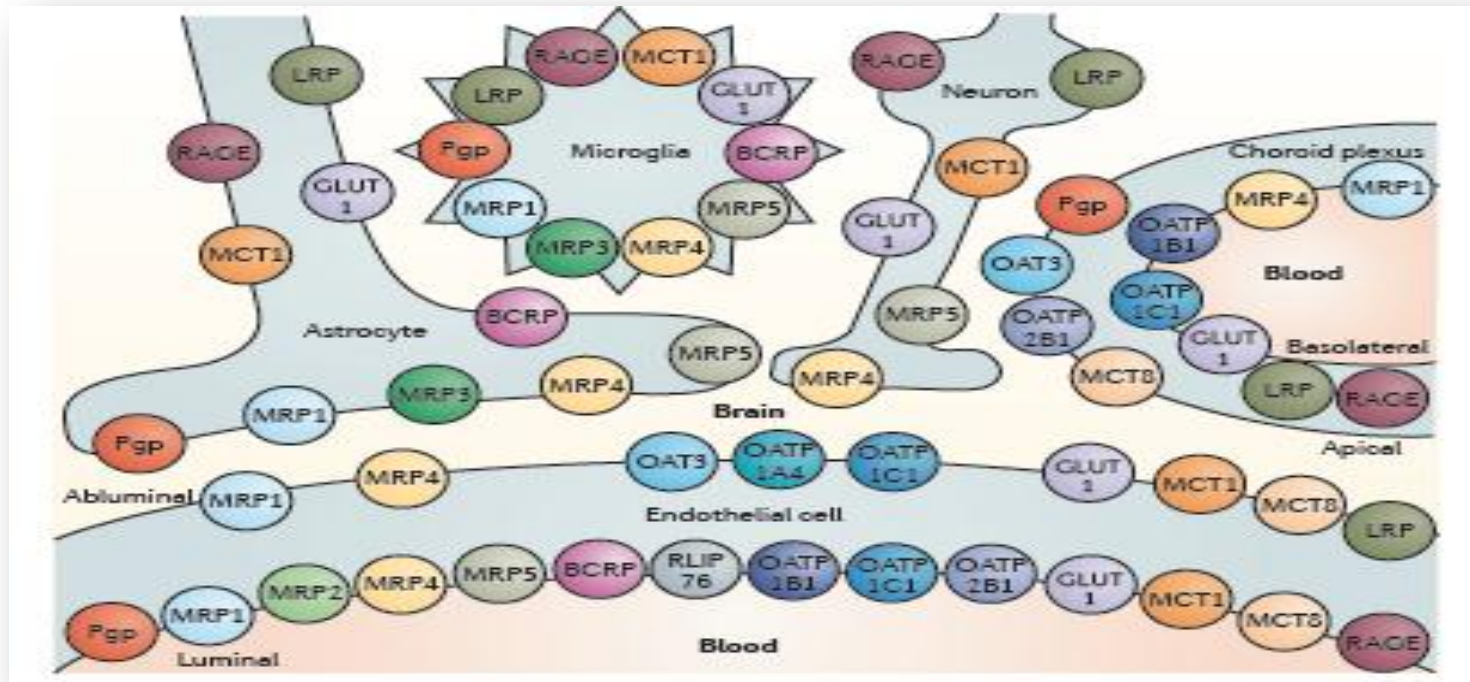 LRP
RAGE
MCT1
GLUT
1
Astrocyte
BCRP
MRP5
MRP4
MRP3
MRP1
Pgp
RAGE
MCT1
LRP
GLUT
1
Pgp
Microglia
BCRP
MRP1
MRP5
MRP3
MRP4
RAGE
LRP
Neuron
MCT1
GLUT
1
MRP5
MRP4
Choroid plexus
Pgp
OATP
1B1
MRP4
MRP1
OAT3
Blood
OATP
1C1
OATP
2B1
GLUT
1
Basolateral
MCT8
LRP
RAGE
Apical
Brain
Abluminal
MRP1
MRP4
OAT3
OATP
1A4
OATP
1C1
GLUT
1
MCT1
MCT8
LRP
Endothelial cell
Pgp
MRP1
MRP2
MRP4
MRP5
BCRP
RLIP
76
OATP
1B1
OATP
1C1
OATP
2B1
GLUT
1
MCT1
MCT8
RAGE
Luminal
Blood